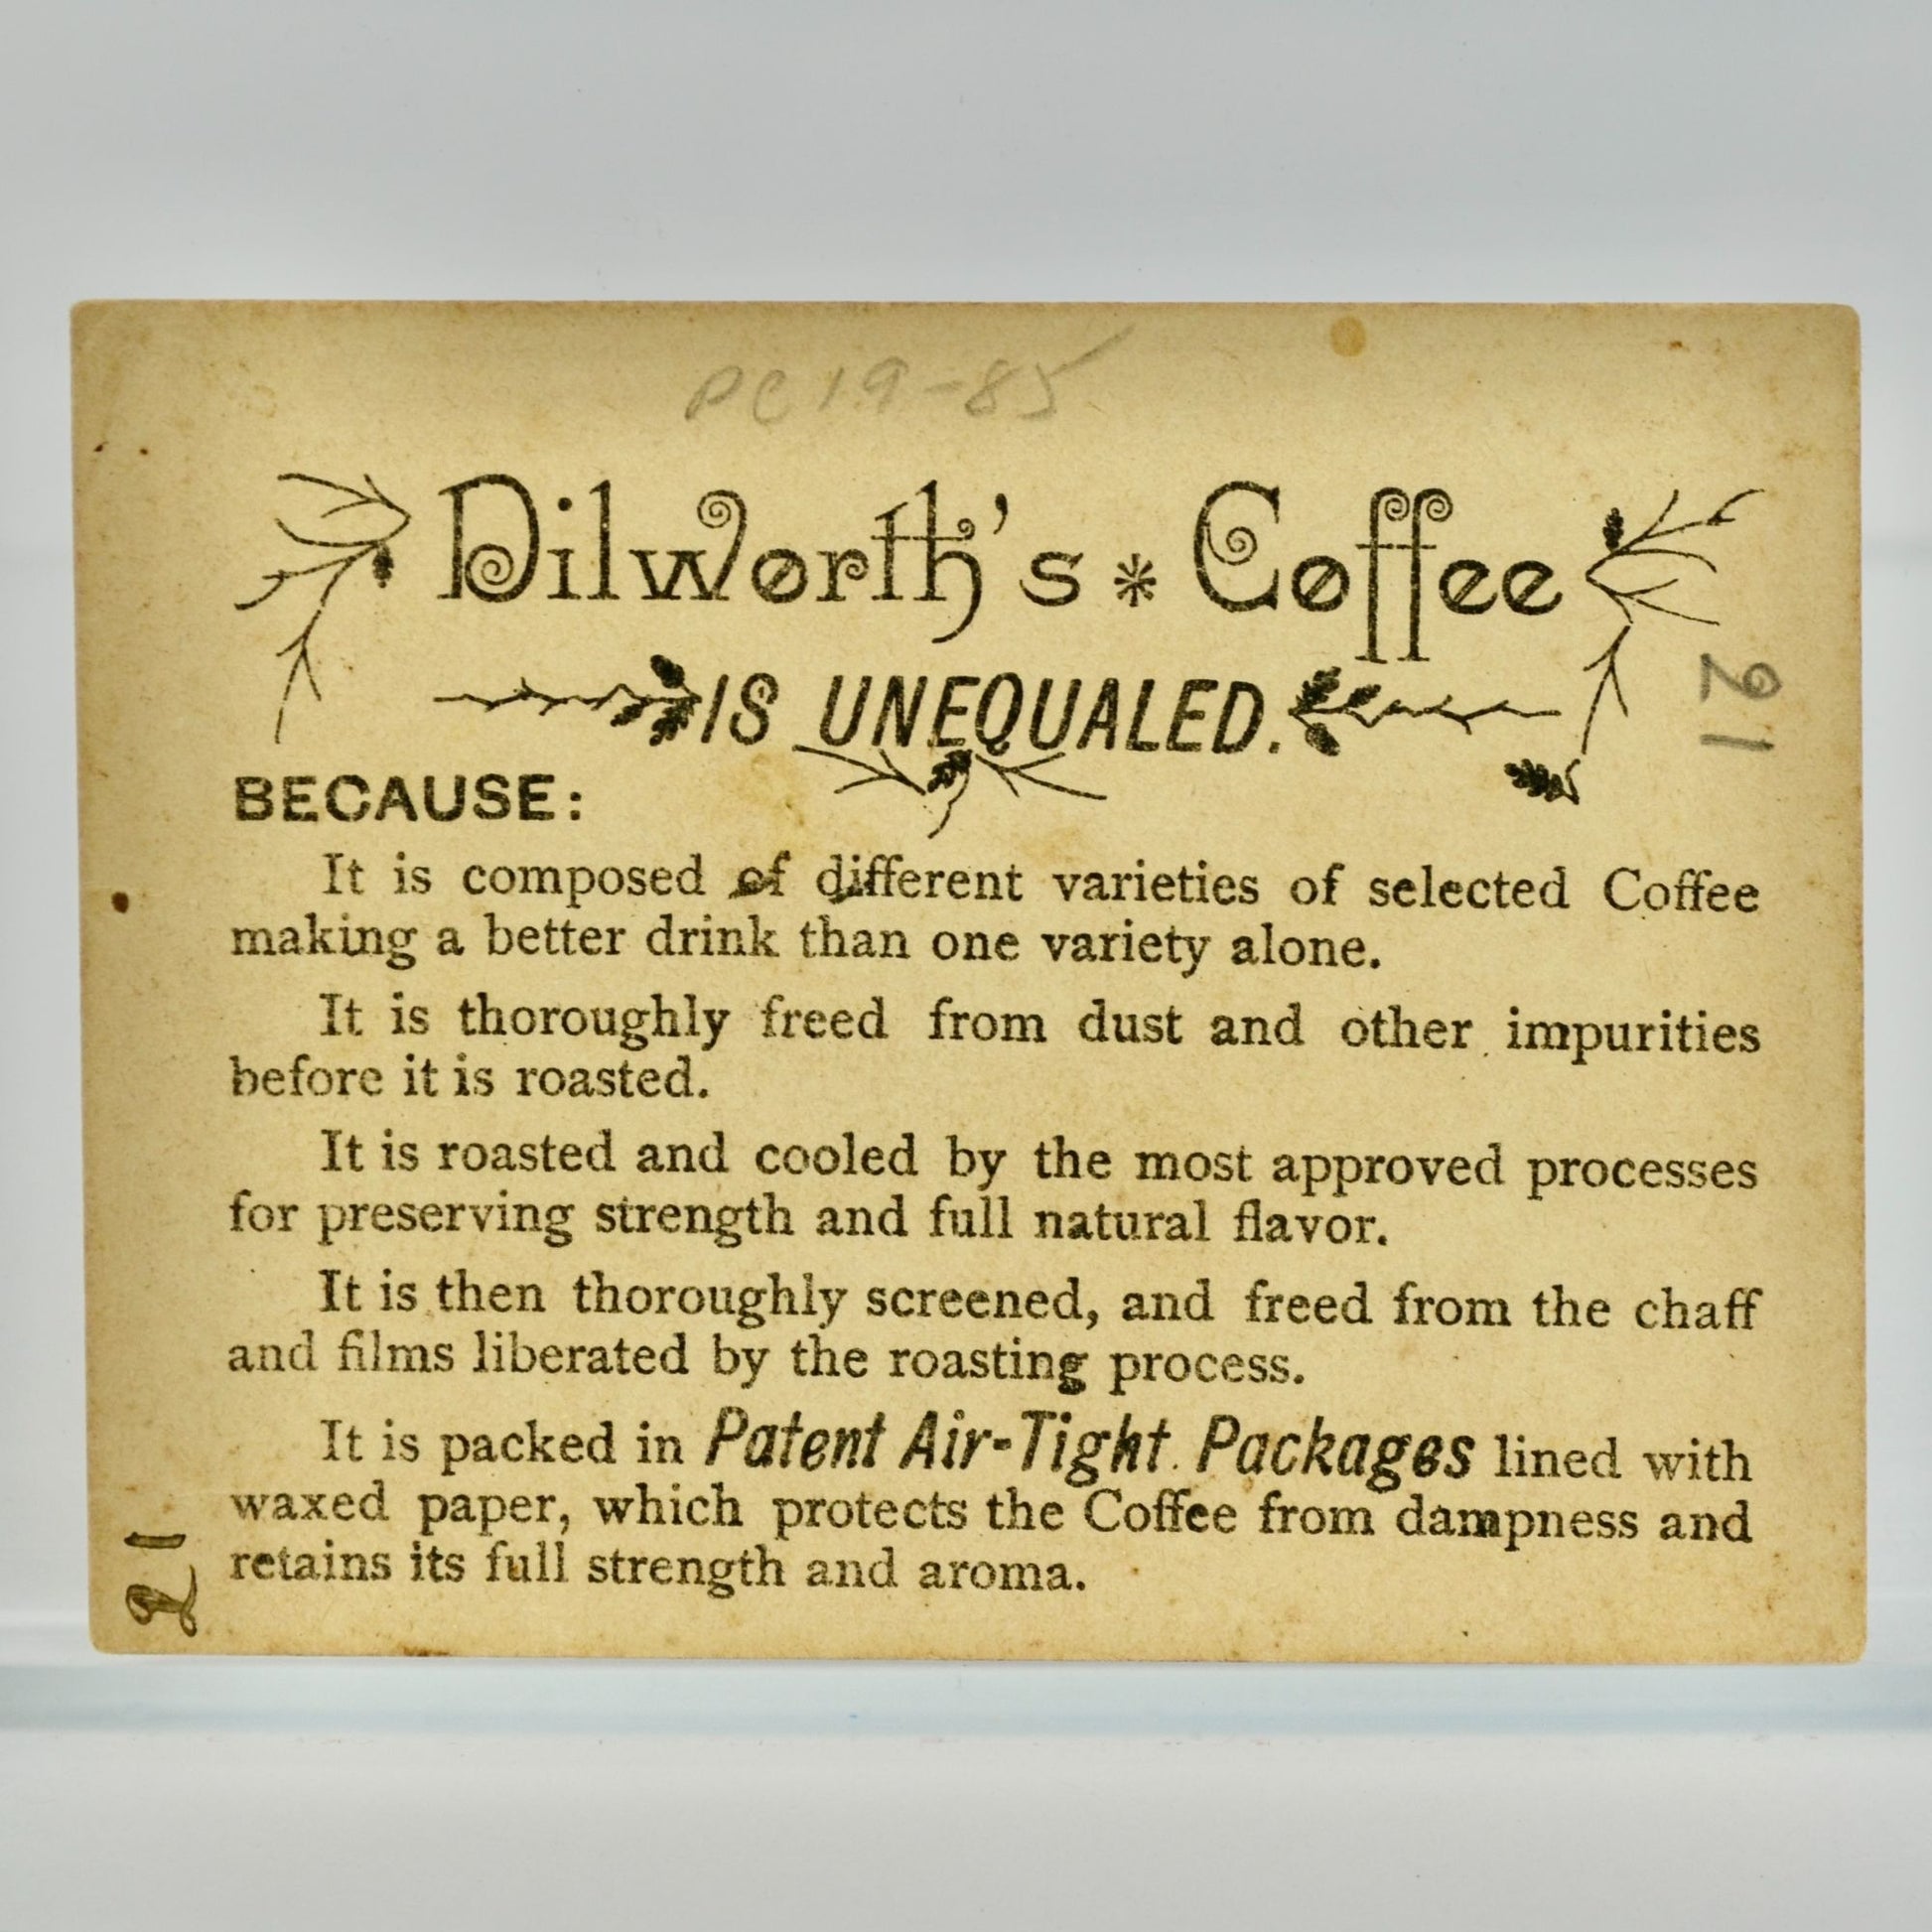 PC 19-85
Dilworth's * Coffee
IS UNEQUALED.
21
BECAUSE:
It is composed of different varieties of selected Coffee
making a better drink than one variety alone.
It is thoroughly freed from dust and other impurities
before it is roasted.
It is roasted and cooled by the most approved processes
for preserving strength and full natural flavor.
It is then thoroughly screened, and freed from the chaff
and films liberated by the roasting process.
It is packed in Patent Air-Tight Packages lined with
waxed paper, which protects the Coffee from dampness and
retains its full strength and aroma.
21